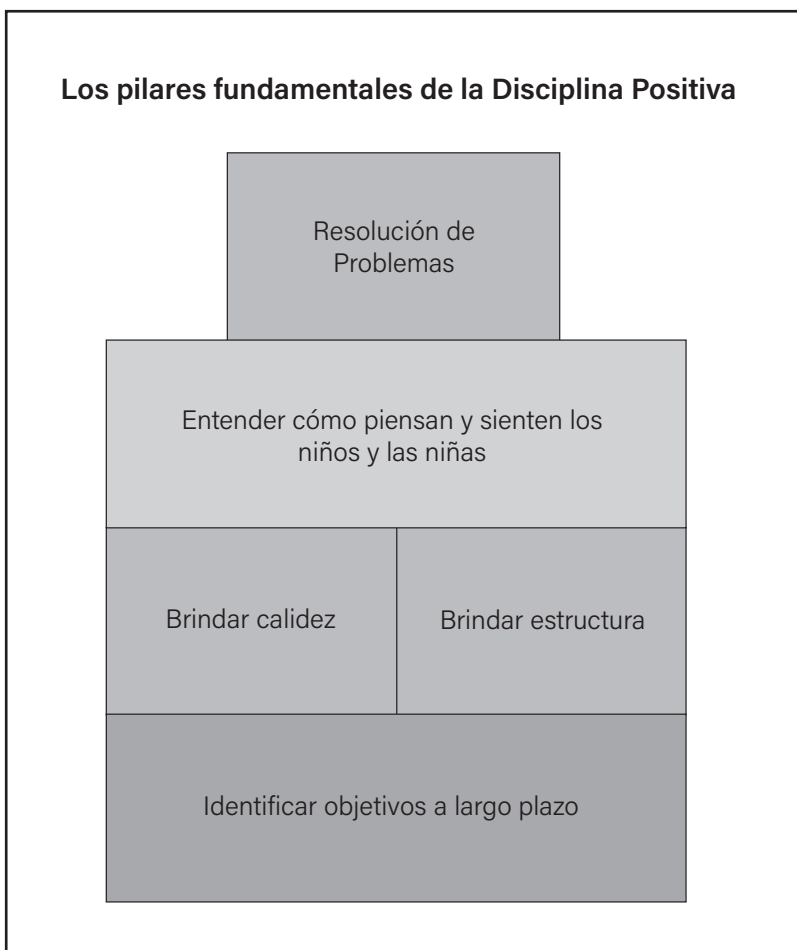 Los pilares fundamentales de la Disciplina Positiva
Resolución de
Problemas
Entender cómo piensan y sienten los
niños y las niñas
Brindar calidez
Brindar estructura
Identificar objetivos a largo plazo